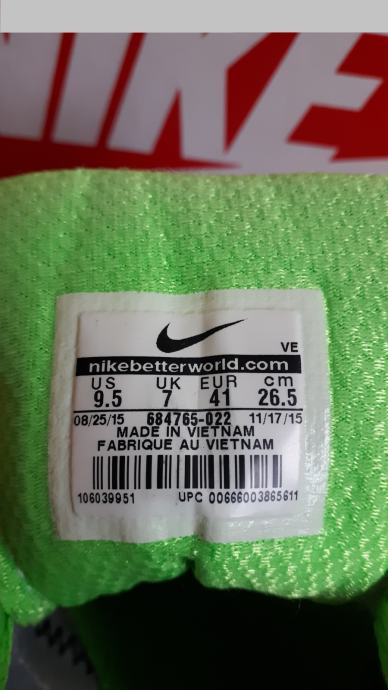 NIKE
VE
nikebetterworld.com
US UK EUR cm
9.5 7 41 26.5
08/25/15 684765-022 11/17/15
MADE IN VIETNAM
FABRIQUE AU VIETNAM
106039951 UPC 00666003865611